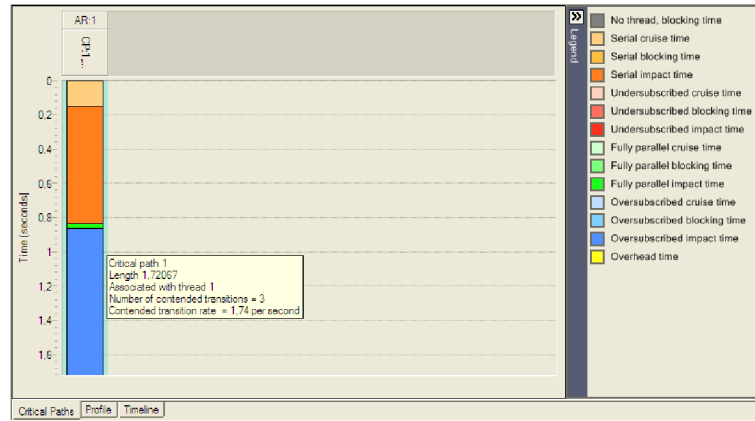 AR:1
CP:1...
Legend
Time [seconds]
0
0,2
0,4
0,6
0,8
1
1,2
1,4
1,6
Critical path 1
Length 1,72067
Associated with thread 1
Number of contended transitions = 3
Contended transition rate = 1,74 per second
No thread, blocking time
Serial cruise time
Serial blocking time
Serial impact time
Undersubscribed cruise time
Undersubscribed blocking time
Undersubscribed impact time
Fully parallel cruise time
Fully parallel blocking time
Fully parallel impact time
Oversubscribed cruise time
Oversubscribed blocking time
Oversubscribed impact time
Overhead time
Critical Paths
Profile
Timeline